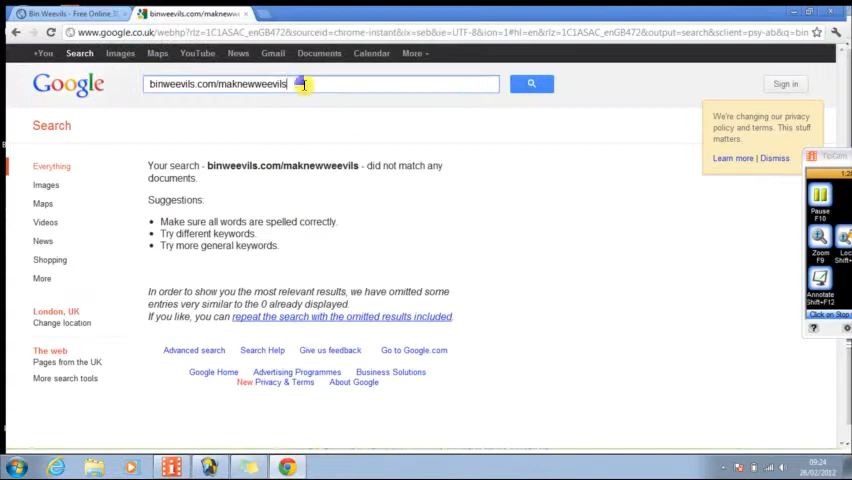 Bin Weevils - Free Online
binweevils.com/maknewwe
www.google.co.uk/webhp?rlz=1C1ASAC_enGB472&sourceid=chrome-instant&ix=seb&ie=UTF-8&ion=1#hl=en&rlz=1C1ASAC_enGB472&output=search&sclient=psy-ab&q=bin
+You Search Images Maps YouTube News Gmail Documents Calendar More
Google
binweevils.com/maknewweevils
Sign in
Search
We're changing our privacy
policy and terms. This stuff
matters.
Learn more | Dismiss
Everything
Images
Maps
Videos
News
Shopping
More
London, UK
Change location
The web
Pages from the UK
More search tools
Your search - binweevils.com/maknewweevils - did not match any
documents.
Suggestions:
• Make sure all words are spelled correctly.
• Try different keywords.
• Try more general keywords.
In order to show you the most relevant results, we have omitted some
entries very similar to the 0 already displayed.
If you like, you can repeat the search with the omitted results included.
Advanced search Search Help Give us feedback Go to Google.com
Google Home Advertising Programmes Business Solutions
New Privacy & Terms About Google
TipCam
Pause
F10
Zoom
F9
Loc
Shift+
Annotate
Shift+F12
Click on Stop
?
09:24
26/02/2012